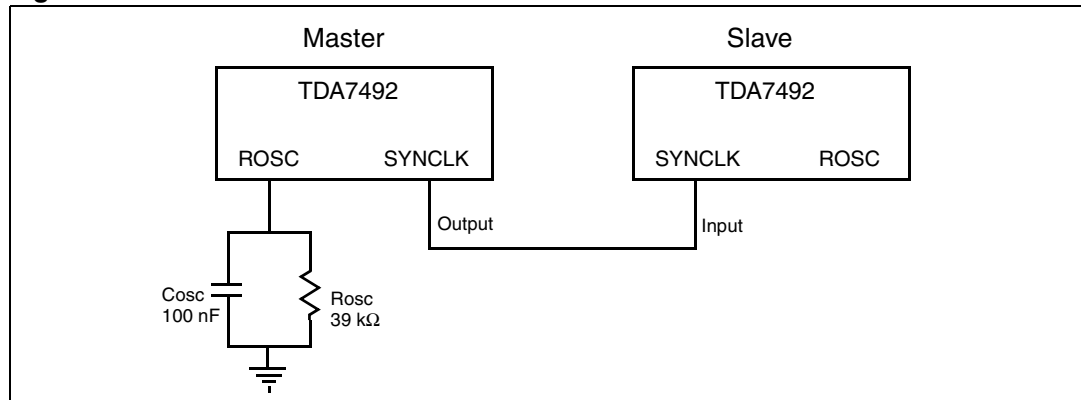 Master
Slave
TDA7492
TDA7492
ROSC
SYNCLK
SYNCLK
ROSC
Output
Input
Cosc
100 nF
Rosc
39 kΩ